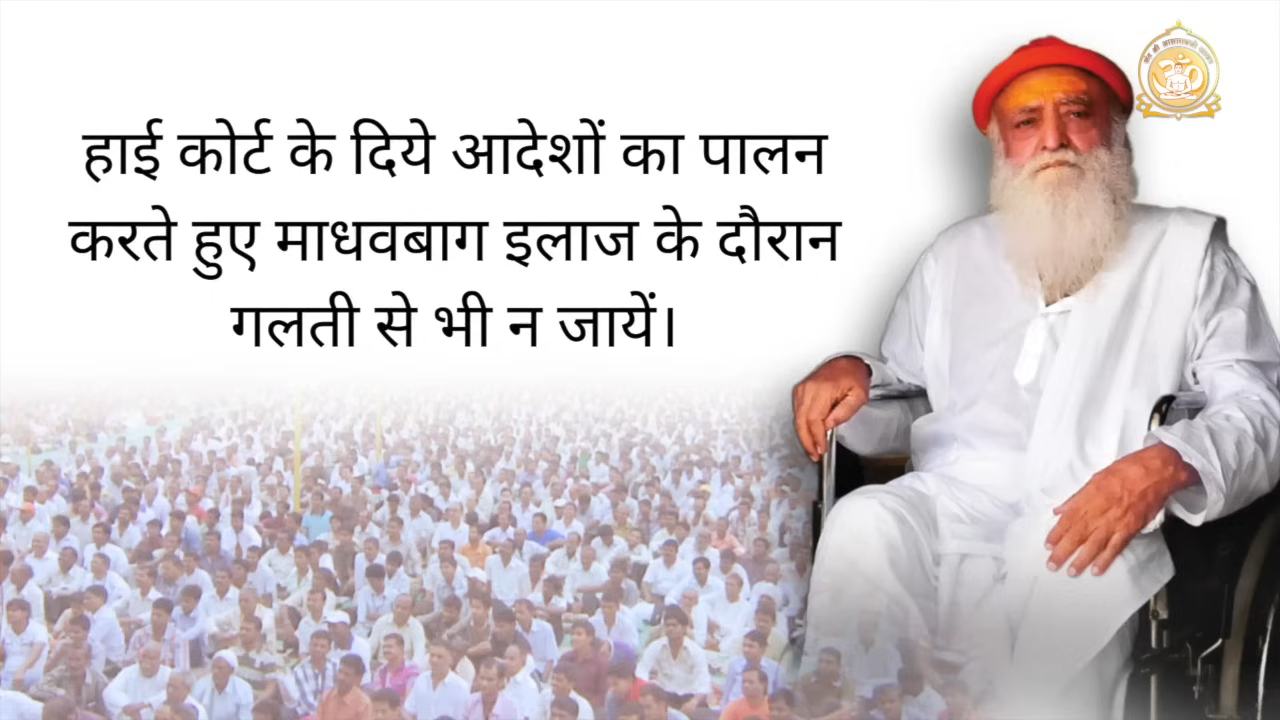 हाई कोर्ट के दिये आदेशों का पालन
करते हुए माधवबाग इलाज के दौरान
गलती से भी न जायें।